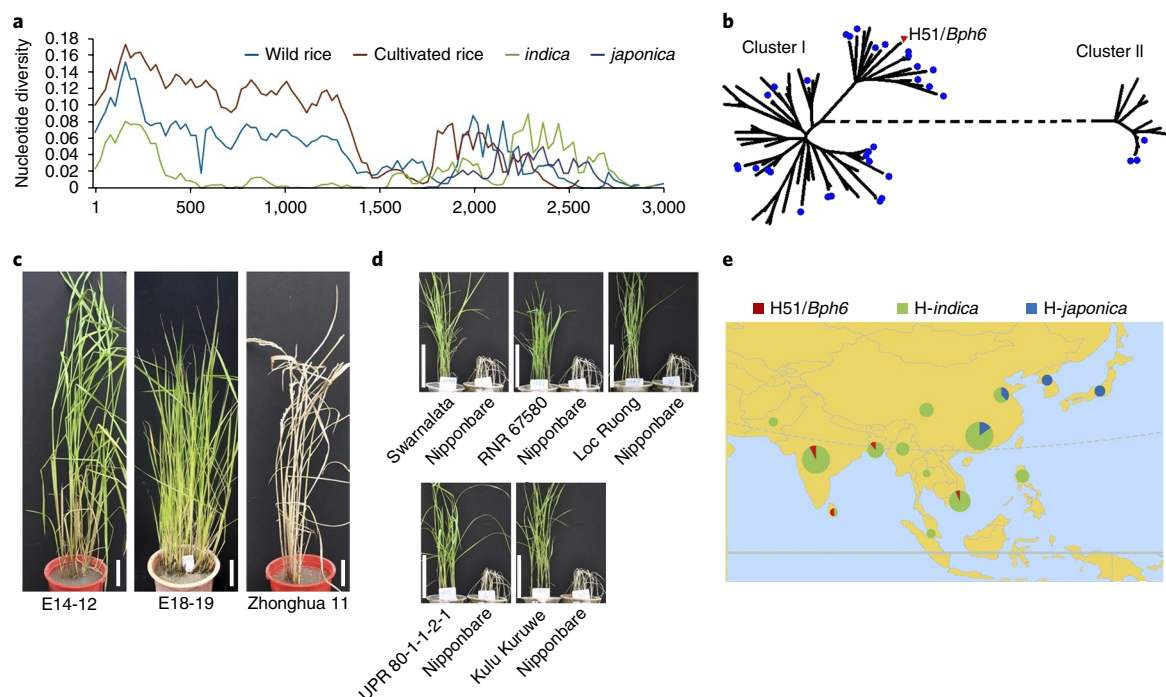 a
Nucleotide diversity
0.18
0.16
0.14
0.12
0.10
0.08
0.06
0.04
0.02
0
1
500
1,000
1,500
2,000
2,500
3,000
Wild rice
Cultivated rice
indica
japonica
b
Cluster I
H51/Bph6
Cluster II
c
E14-12
E18-19
Zhonghua 11
d
Swarnalata
Nipponbare
RNR 67580
Nipponbare
Loc Ruong
Nipponbare
UPR 80-1-1-2-1
Nipponbare
Kulu Kuruwe
Nipponbare
e
H51/Bph6
H-indica
H-japonica